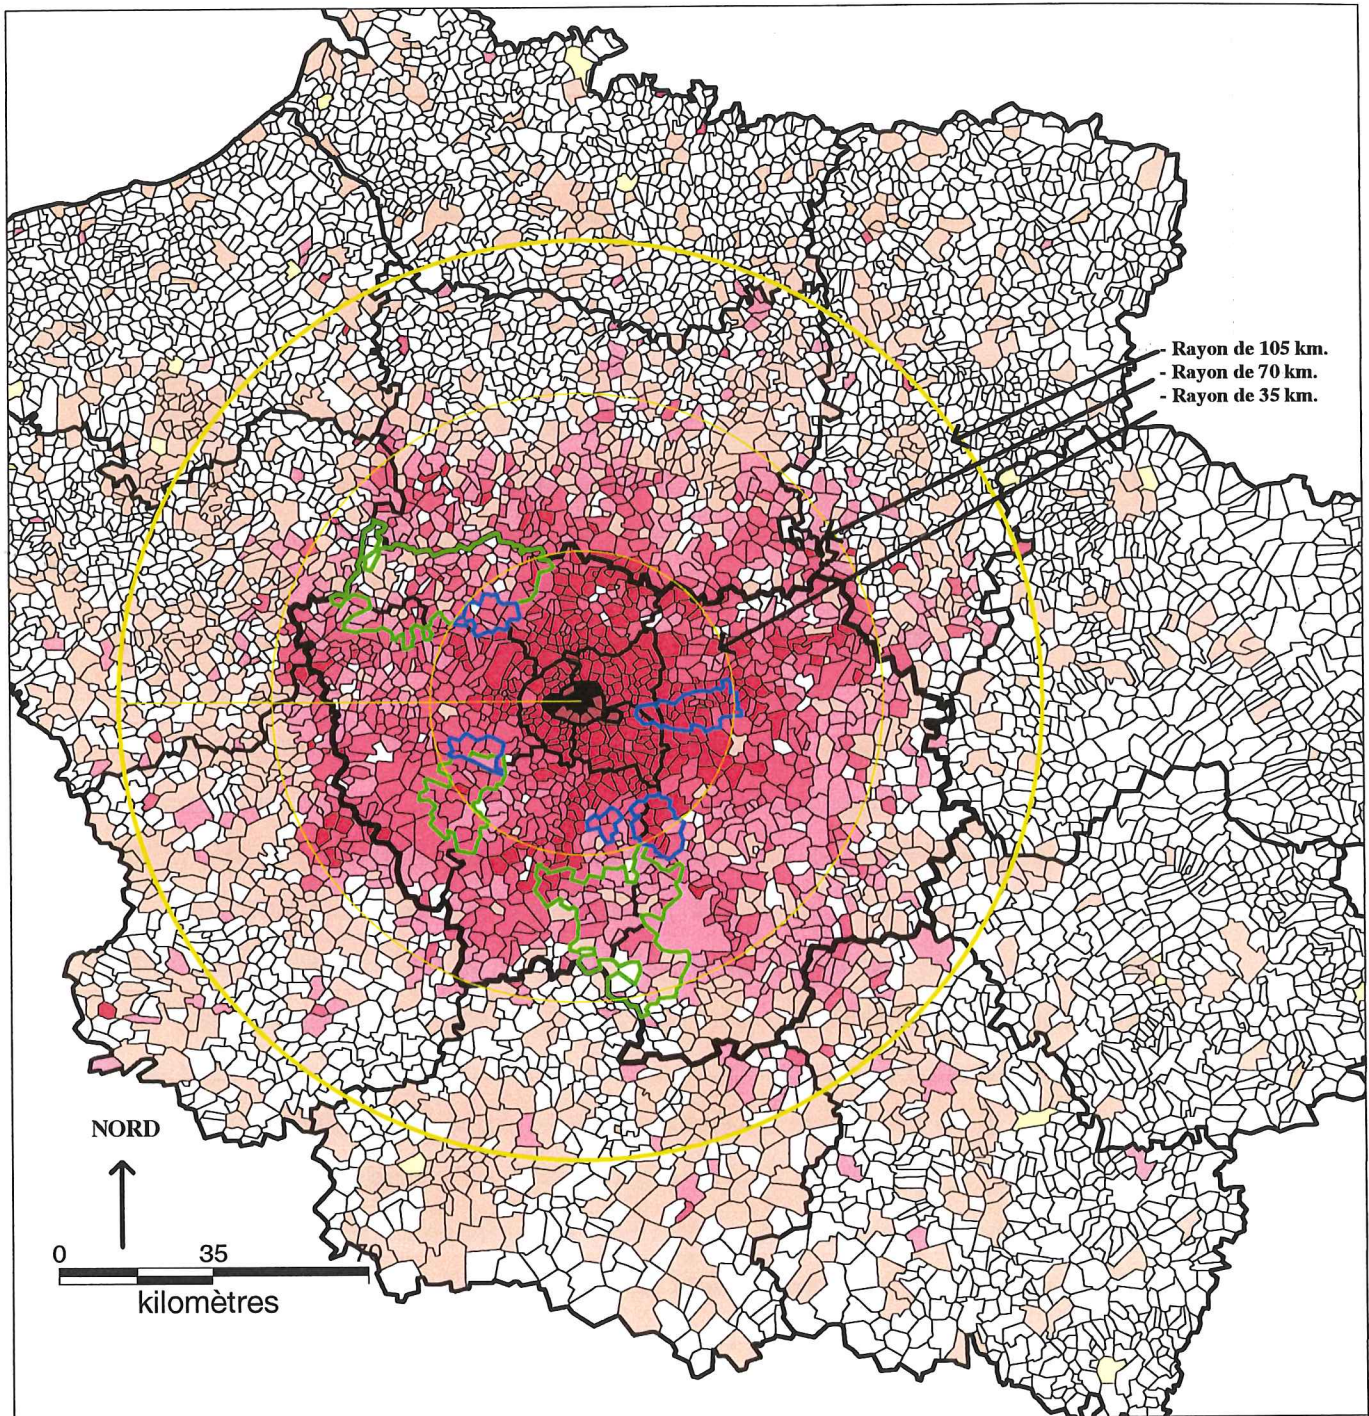 - Rayon de 105 km.
- Rayon de 70 km.
- Rayon de 35 km.
NORD
0 35 70
kilomètres